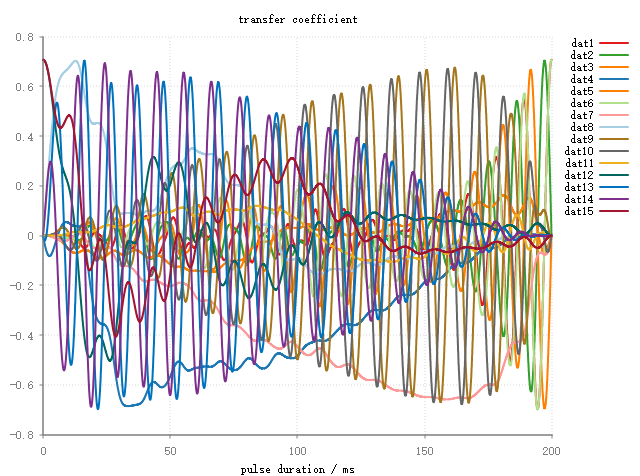 transfer coefficient
0.8
0.6
0.4
0.2
0
-0.2
-0.4
-0.6
-0.8
0
50
100
150
200
pulse duration / ms
dat1
dat2
dat3
dat4
dat5
dat6
dat7
dat8
dat9
dat10
dat11
dat12
dat13
dat14
dat15